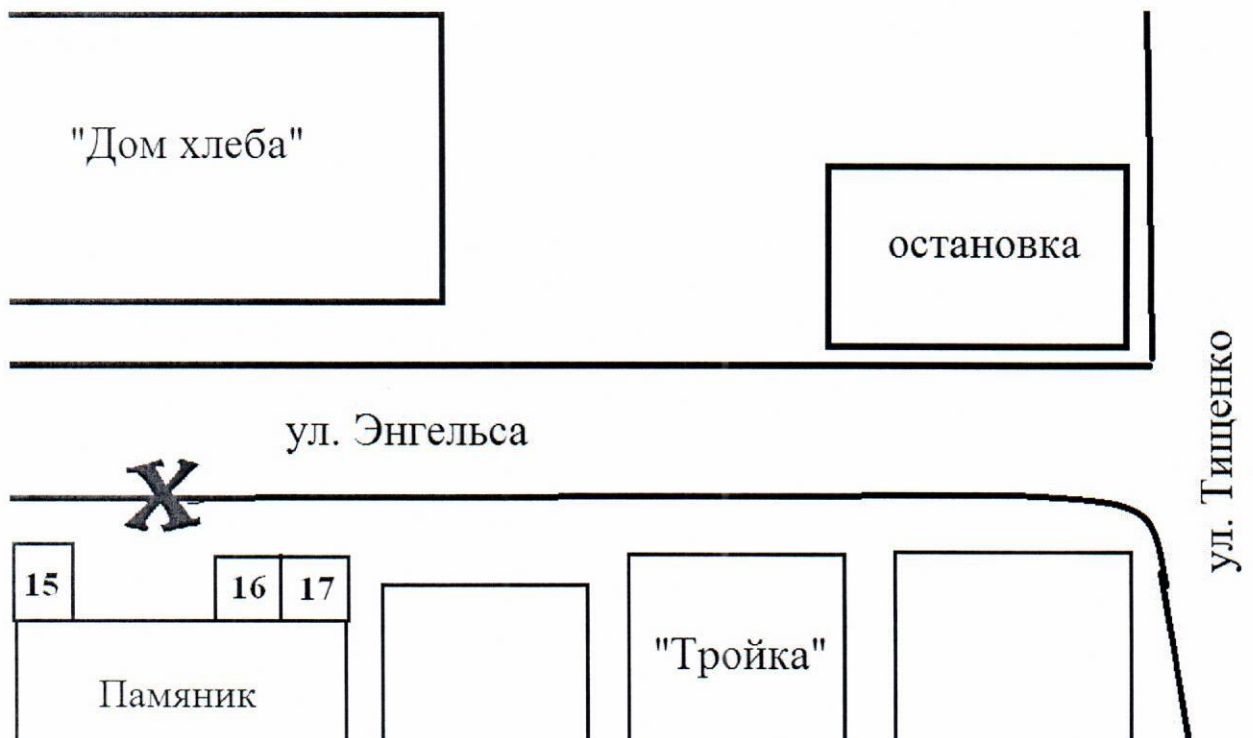 "Дом хлеба"
остановка
ул. Энгельса
ул. Тищенко
X
15
16
17
"Тройка"
Памяник